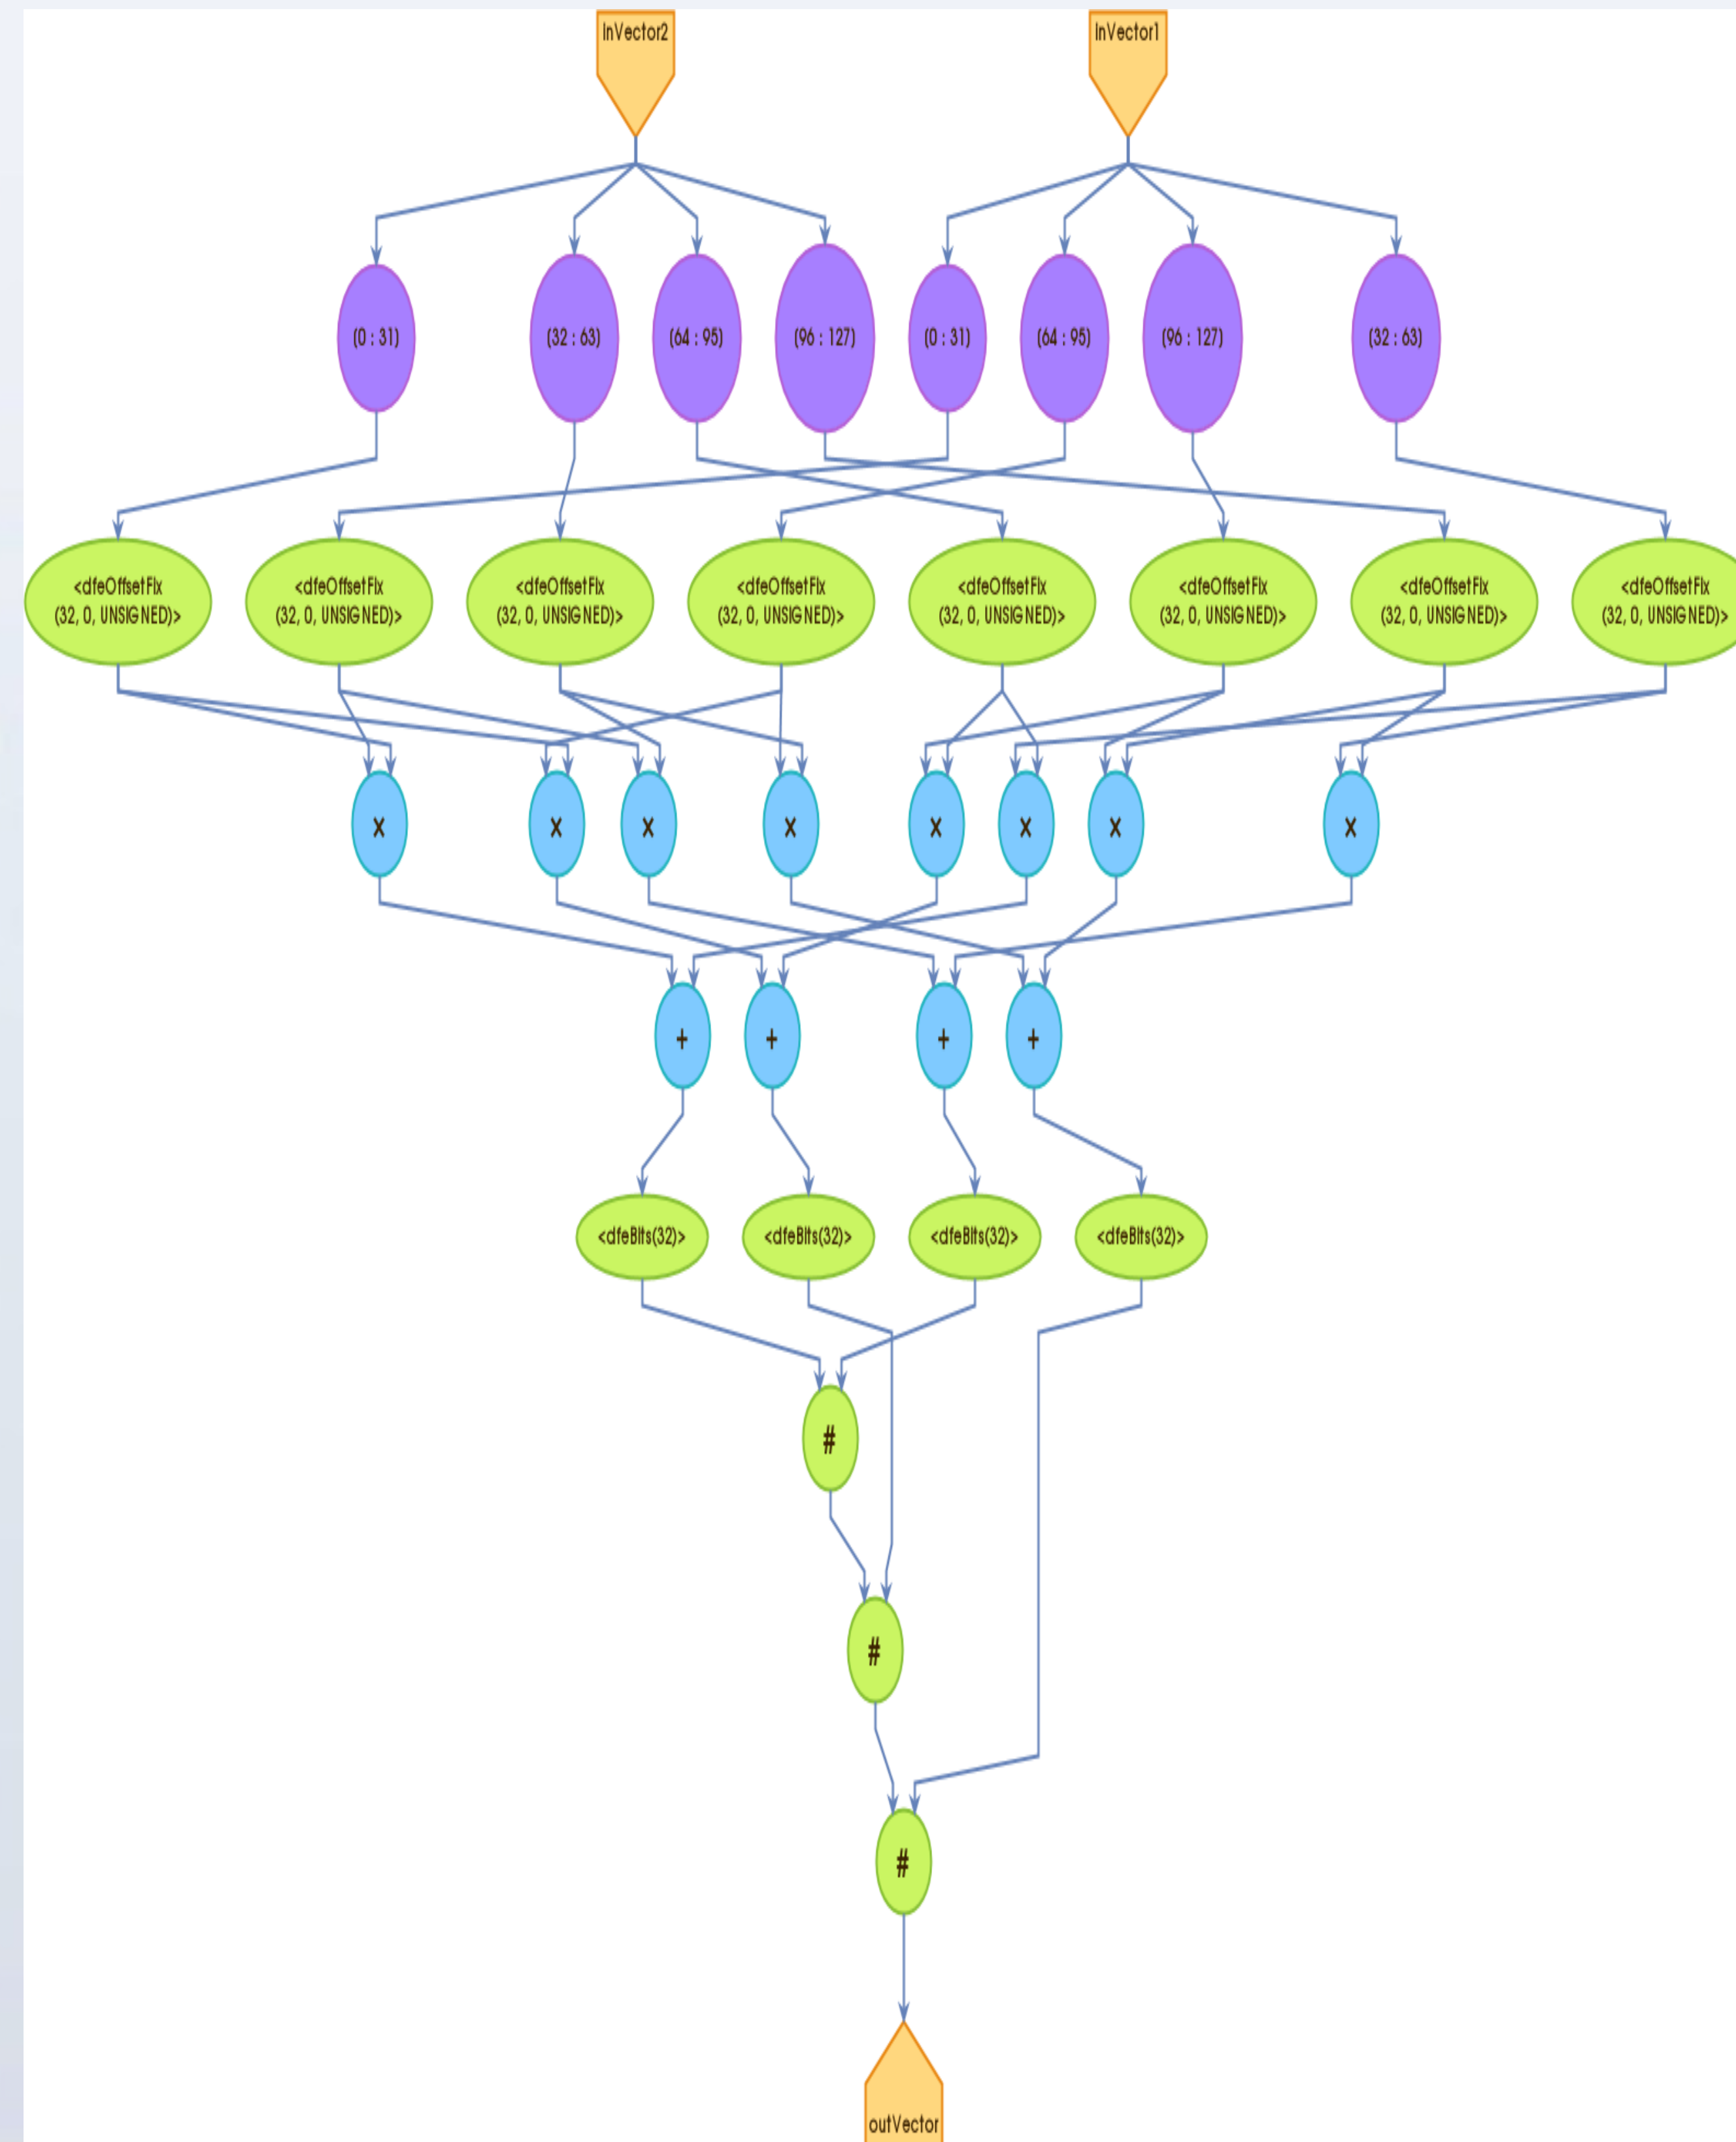 InVector2
InVector1
(0 : 31)
(32 : 63)
(64 : 95)
(96 : 127)
(0 : 31)
(64 : 95)
(96 : 127)
(32 : 63)
<dfeOffsetFix
(32, 0, UNSIGNED)>
<dfeOffsetFix
(32, 0, UNSIGNED)>
<dfeOffsetFix
(32, 0, UNSIGNED)>
<dfeOffsetFix
(32, 0, UNSIGNED)>
<dfeOffsetFix
(32, 0, UNSIGNED)>
<dfeOffsetFix
(32, 0, UNSIGNED)>
<dfeOffsetFix
(32, 0, UNSIGNED)>
<dfeOffsetFix
(32, 0, UNSIGNED)>
×
×
×
×
×
×
×
×
+
+
+
+
<dfeBits(32)>
<dfeBits(32)>
<dfeBits(32)>
<dfeBits(32)>
#
#
#
outVector